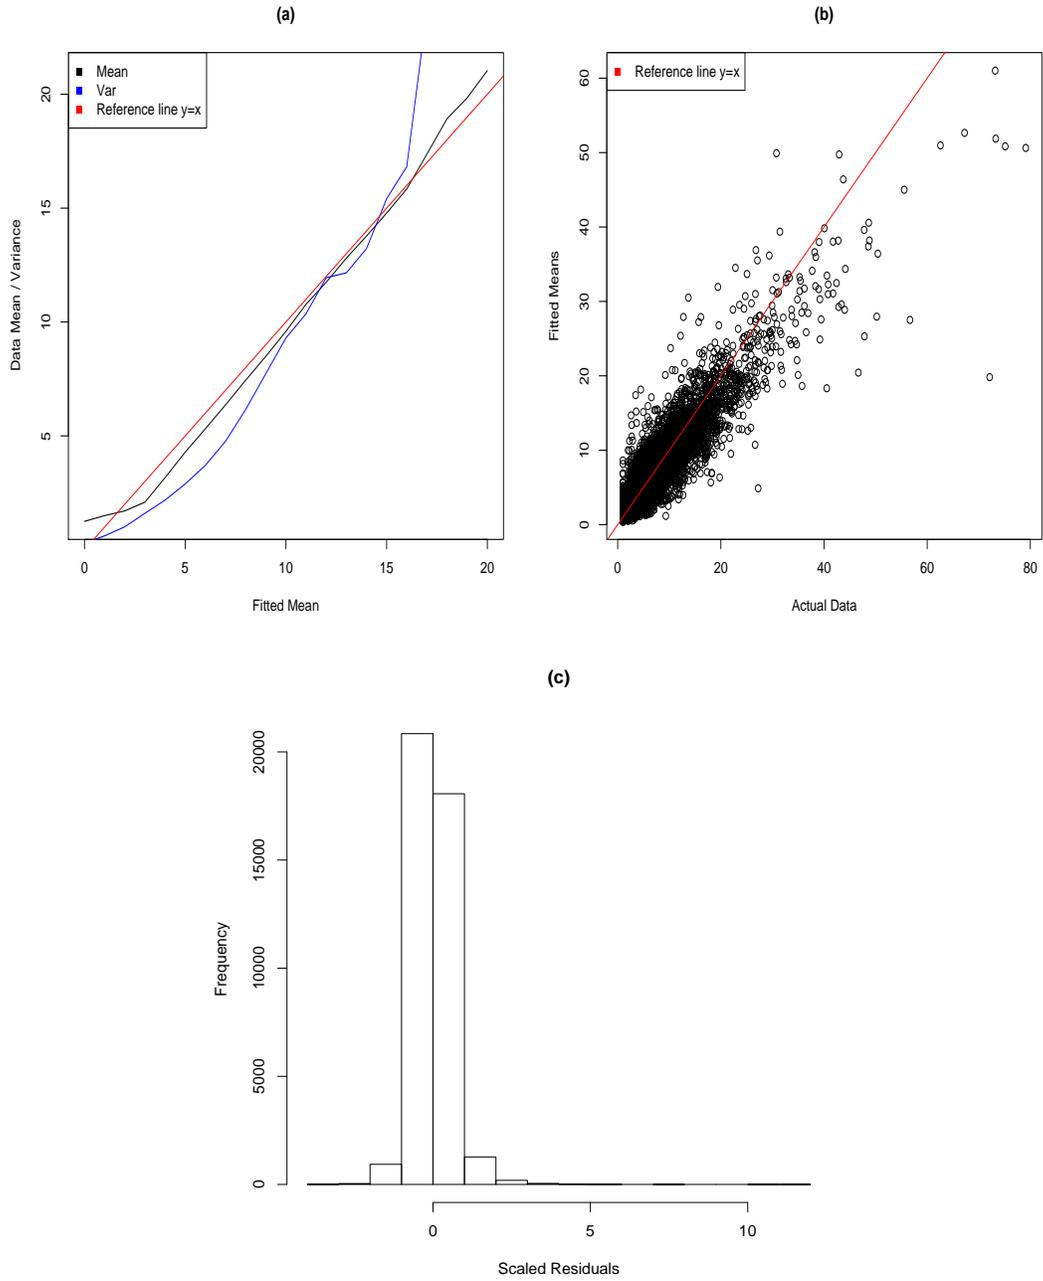 (a)
Mean
Var
Reference line y=x
Data Mean / Variance
5
10
15
20
0
5
10
15
20
Fitted Mean
(b)
Reference line y=x
Fitted Means
0
10
20
30
40
50
60
0
20
40
60
80
Actual Data
(c)
Frequency
0
5000
10000
15000
20000
0
5
10
Scaled Residuals